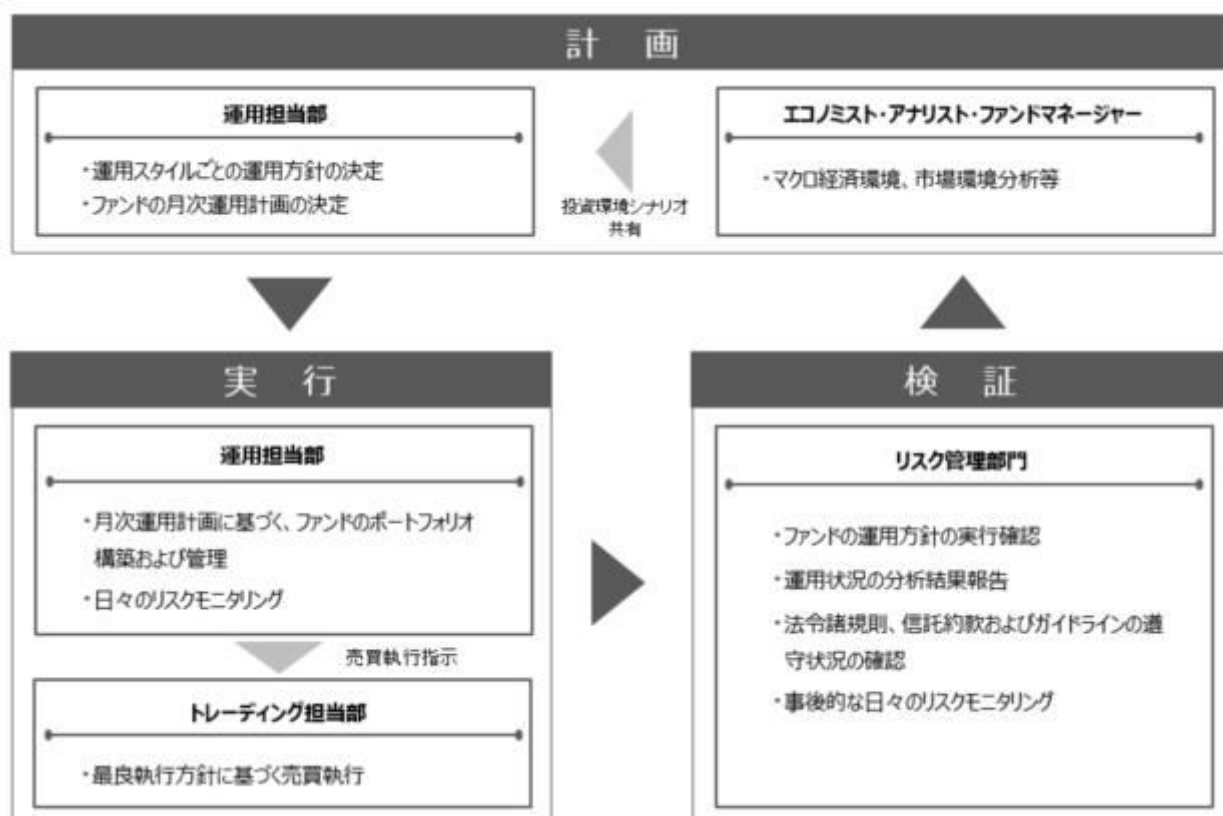 計 画
運用担当部
・運用スタイルごとの運用方針の決定
・ファンドの月次運用計画の決定
投資環境シナリオ
共有
エコノミスト・アナリスト・ファンドマネージャー
・マクロ経済環境、市場環境分析等
実 行
運用担当部
・月次運用計画に基づく、ファンドのポートフォリオ
構築および管理
・日々のリスクモニタリング
売買執行指示
トレーディング担当部
・最良執行方針に基づく売買執行
検 証
リスク管理部門
・ファンドの運用方針の実行確認
・運用状況の分析結果報告
・法令諸規則、信託約款およびガイドラインの遵
守状況の確認
・事後的な日々のリスクモニタリング